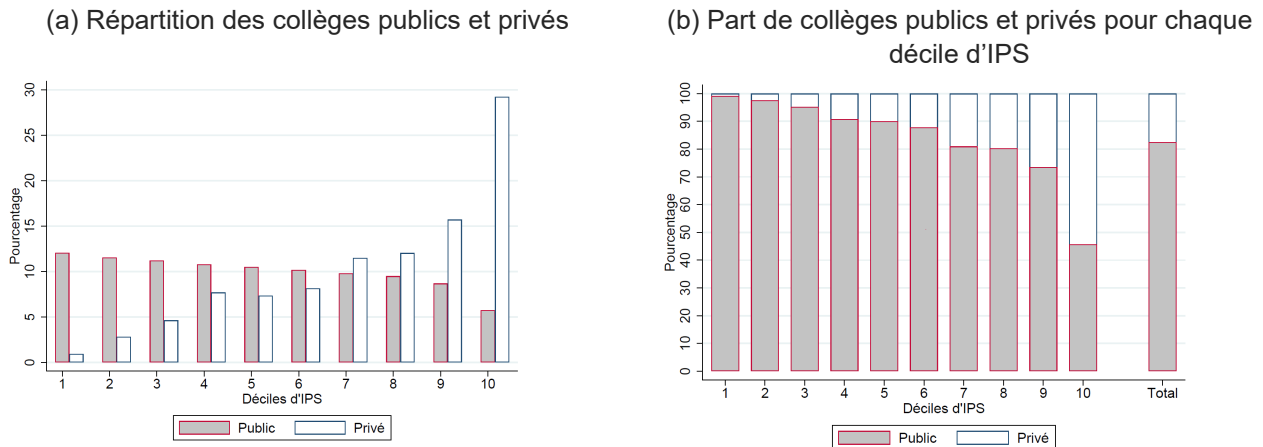 (a) Répartition des collèges publics et privés
Pourcentage
0 5 10 15 20 25 30
1 2 3 4 5 6 7 8 9 10
Déciles d'IPS
Public Privé
(b) Part de collèges publics et privés pour chaque
décile d’IPS
Pourcentage
0 10 20 30 40 50 60 70 80 90 100
1 2 3 4 5 6 7 8 9 10 Total
Déciles d'IPS
Public Privé